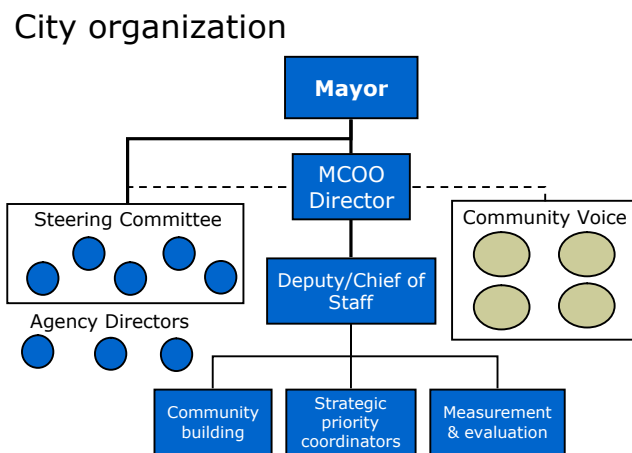 City organization
Mayor
MCOO
Director
Steering Committee
Community Voice
Deputy/Chief of
Staff
Agency Directors
Community
building
Strategic
priority
coordinators
Measurement
& evaluation